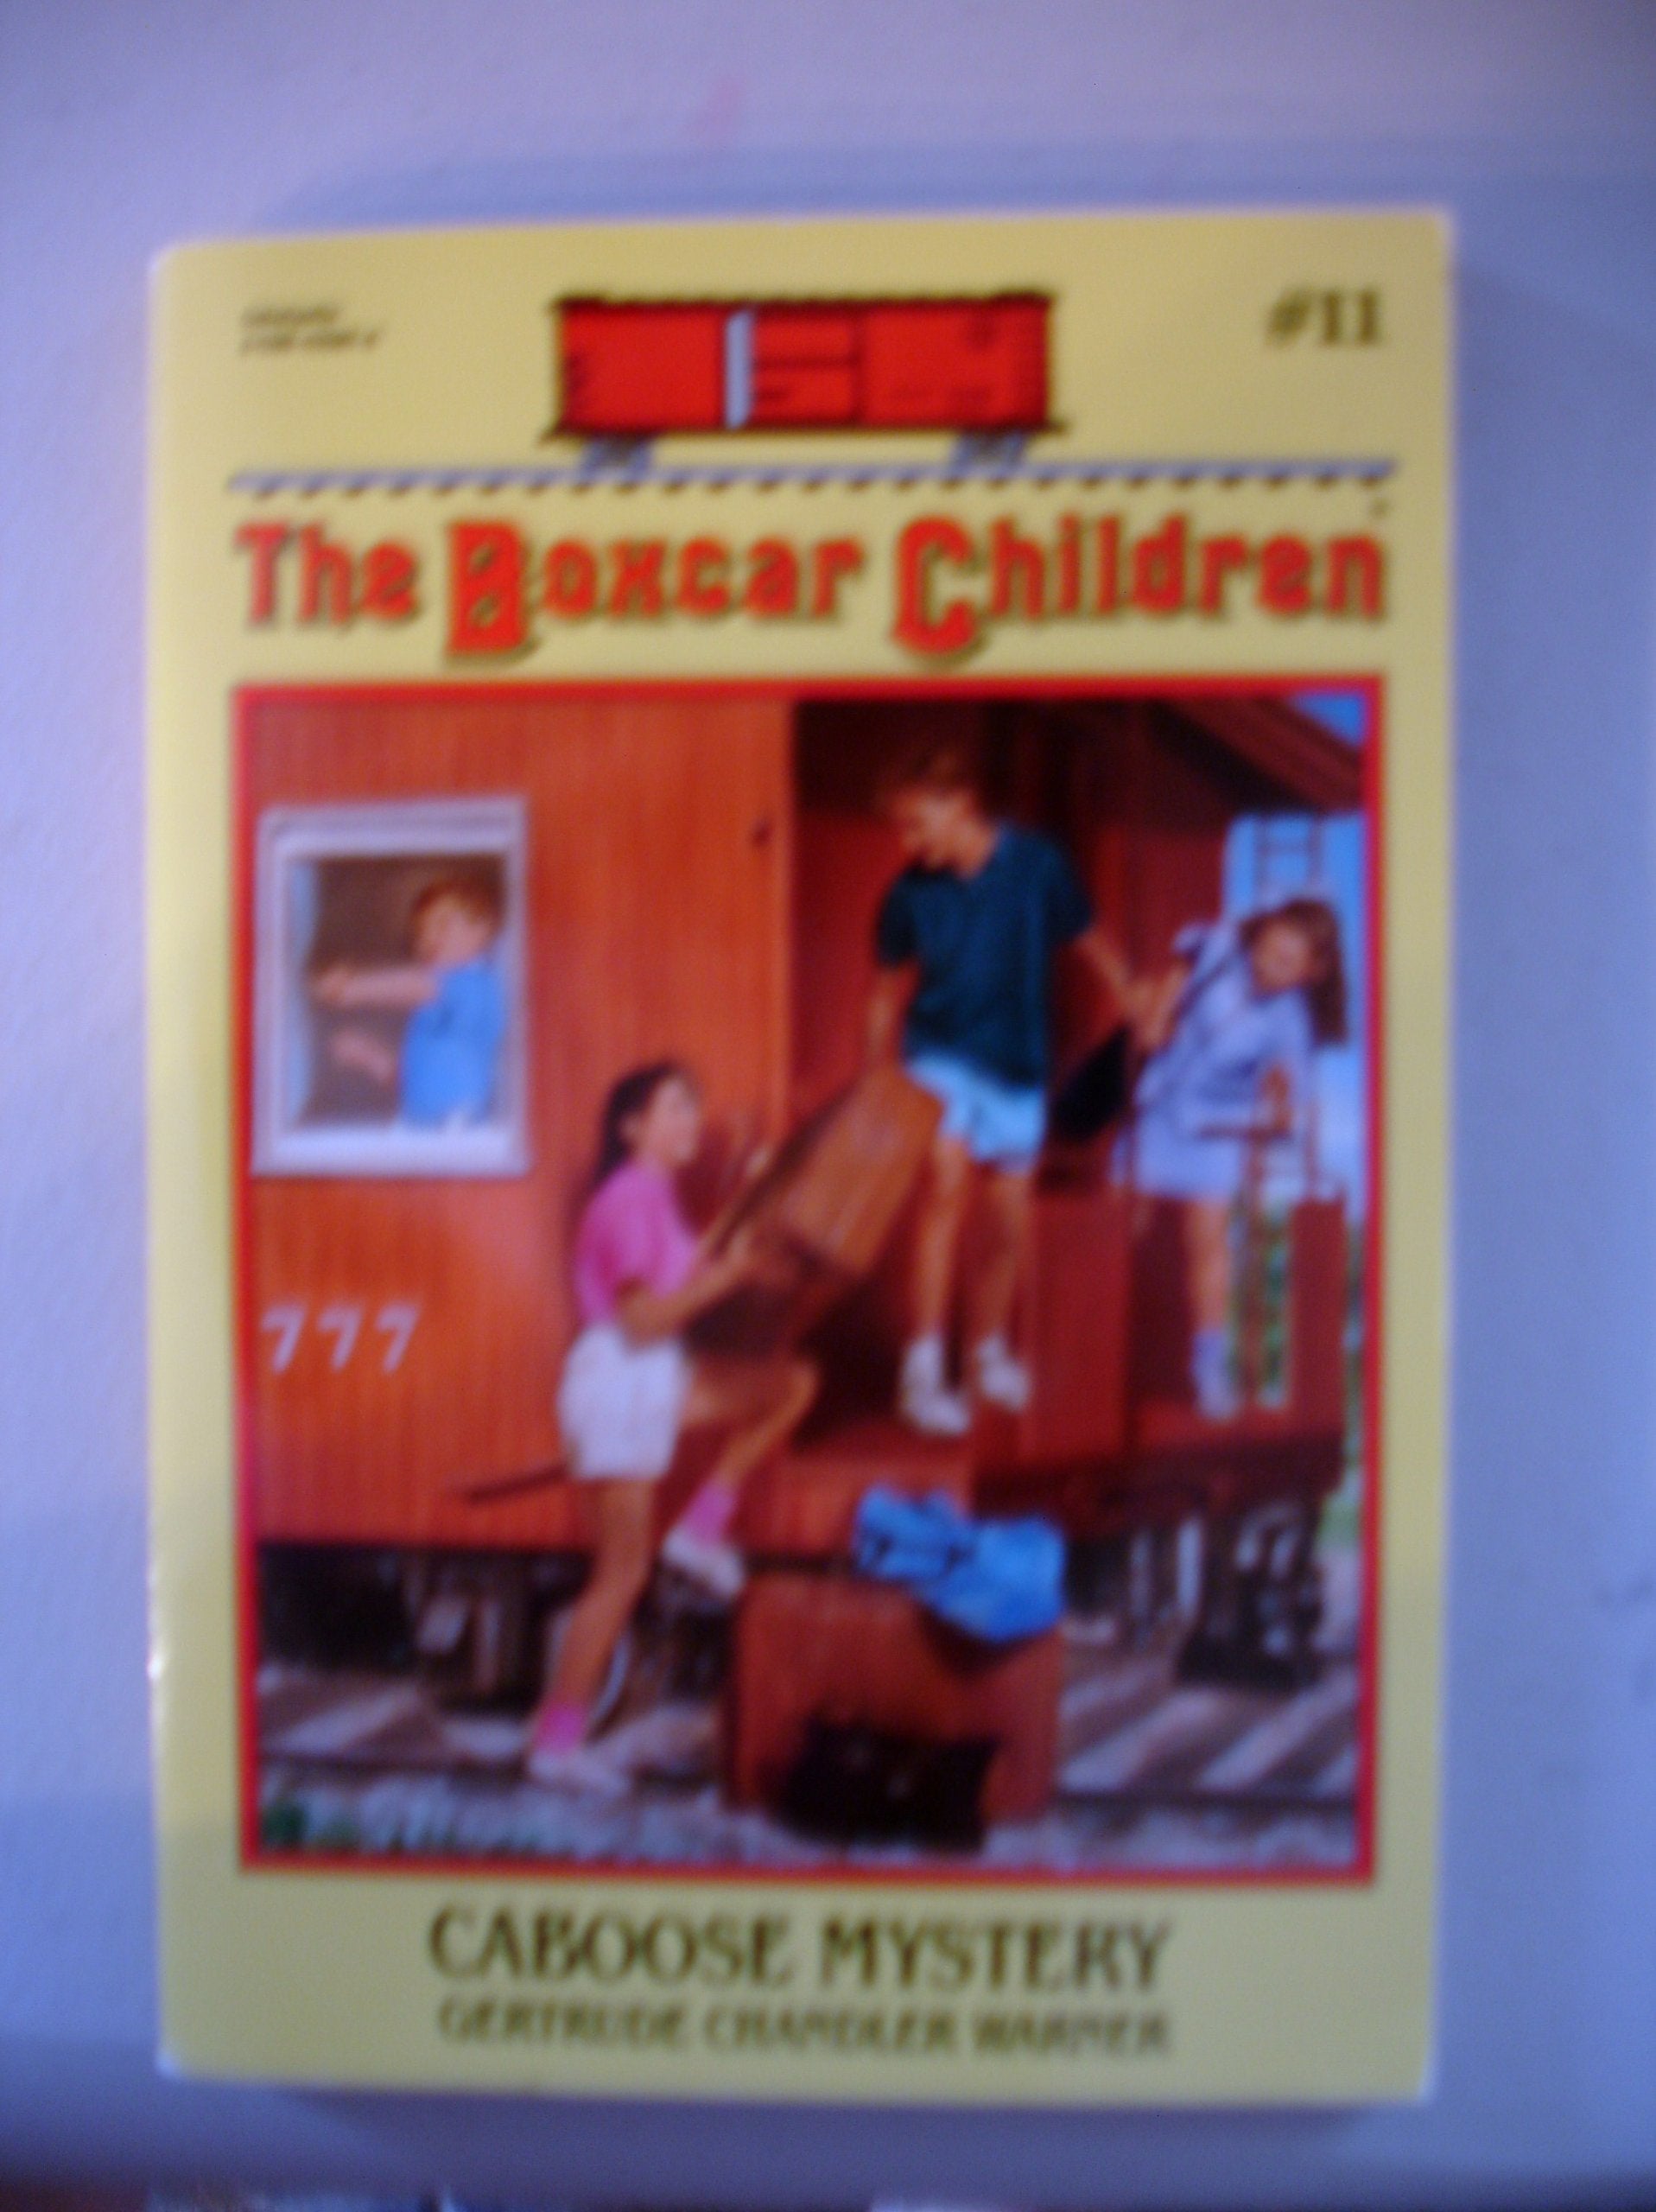 #11
The Boxcar Children
777
CABOOSE MYSTERY
GERTRUDE CHANDLER WARNER